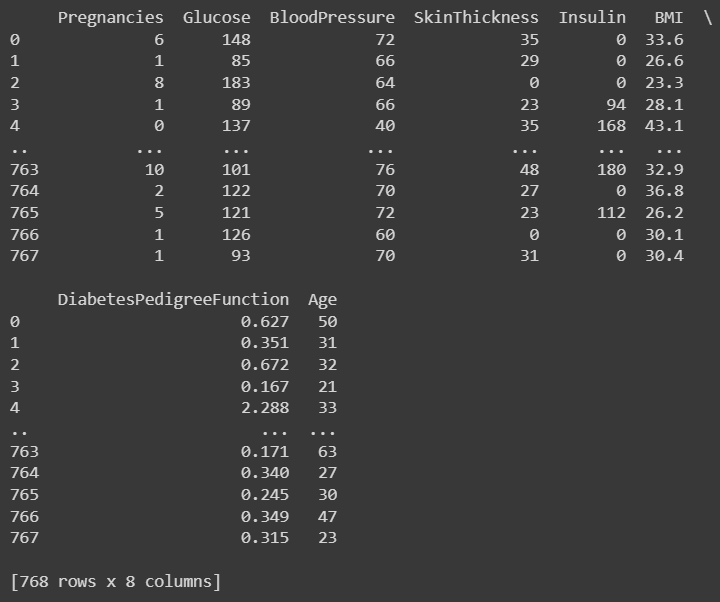 Pregnancies Glucose BloodPressure SkinThickness Insulin BMI \
0 6 148 72 35 0 33.6
1 1 85 66 29 0 26.6
2 8 183 64 0 0 23.3
3 1 89 66 23 94 28.1
4 0 137 40 35 168 43.1
.. ... ... ... ... ... ...
763 10 101 76 48 180 32.9
764 2 122 70 27 0 36.8
765 5 121 72 23 112 26.2
766 1 126 60 0 0 30.1
767 1 93 70 31 0 30.4
DiabetesPedigreeFunction Age
0 0.627 50
1 0.351 31
2 0.672 32
3 0.167 21
4 2.288 33
.. ... ...
763 0.171 63
764 0.340 27
765 0.245 30
766 0.349 47
767 0.315 23
[768 rows x 8 columns]